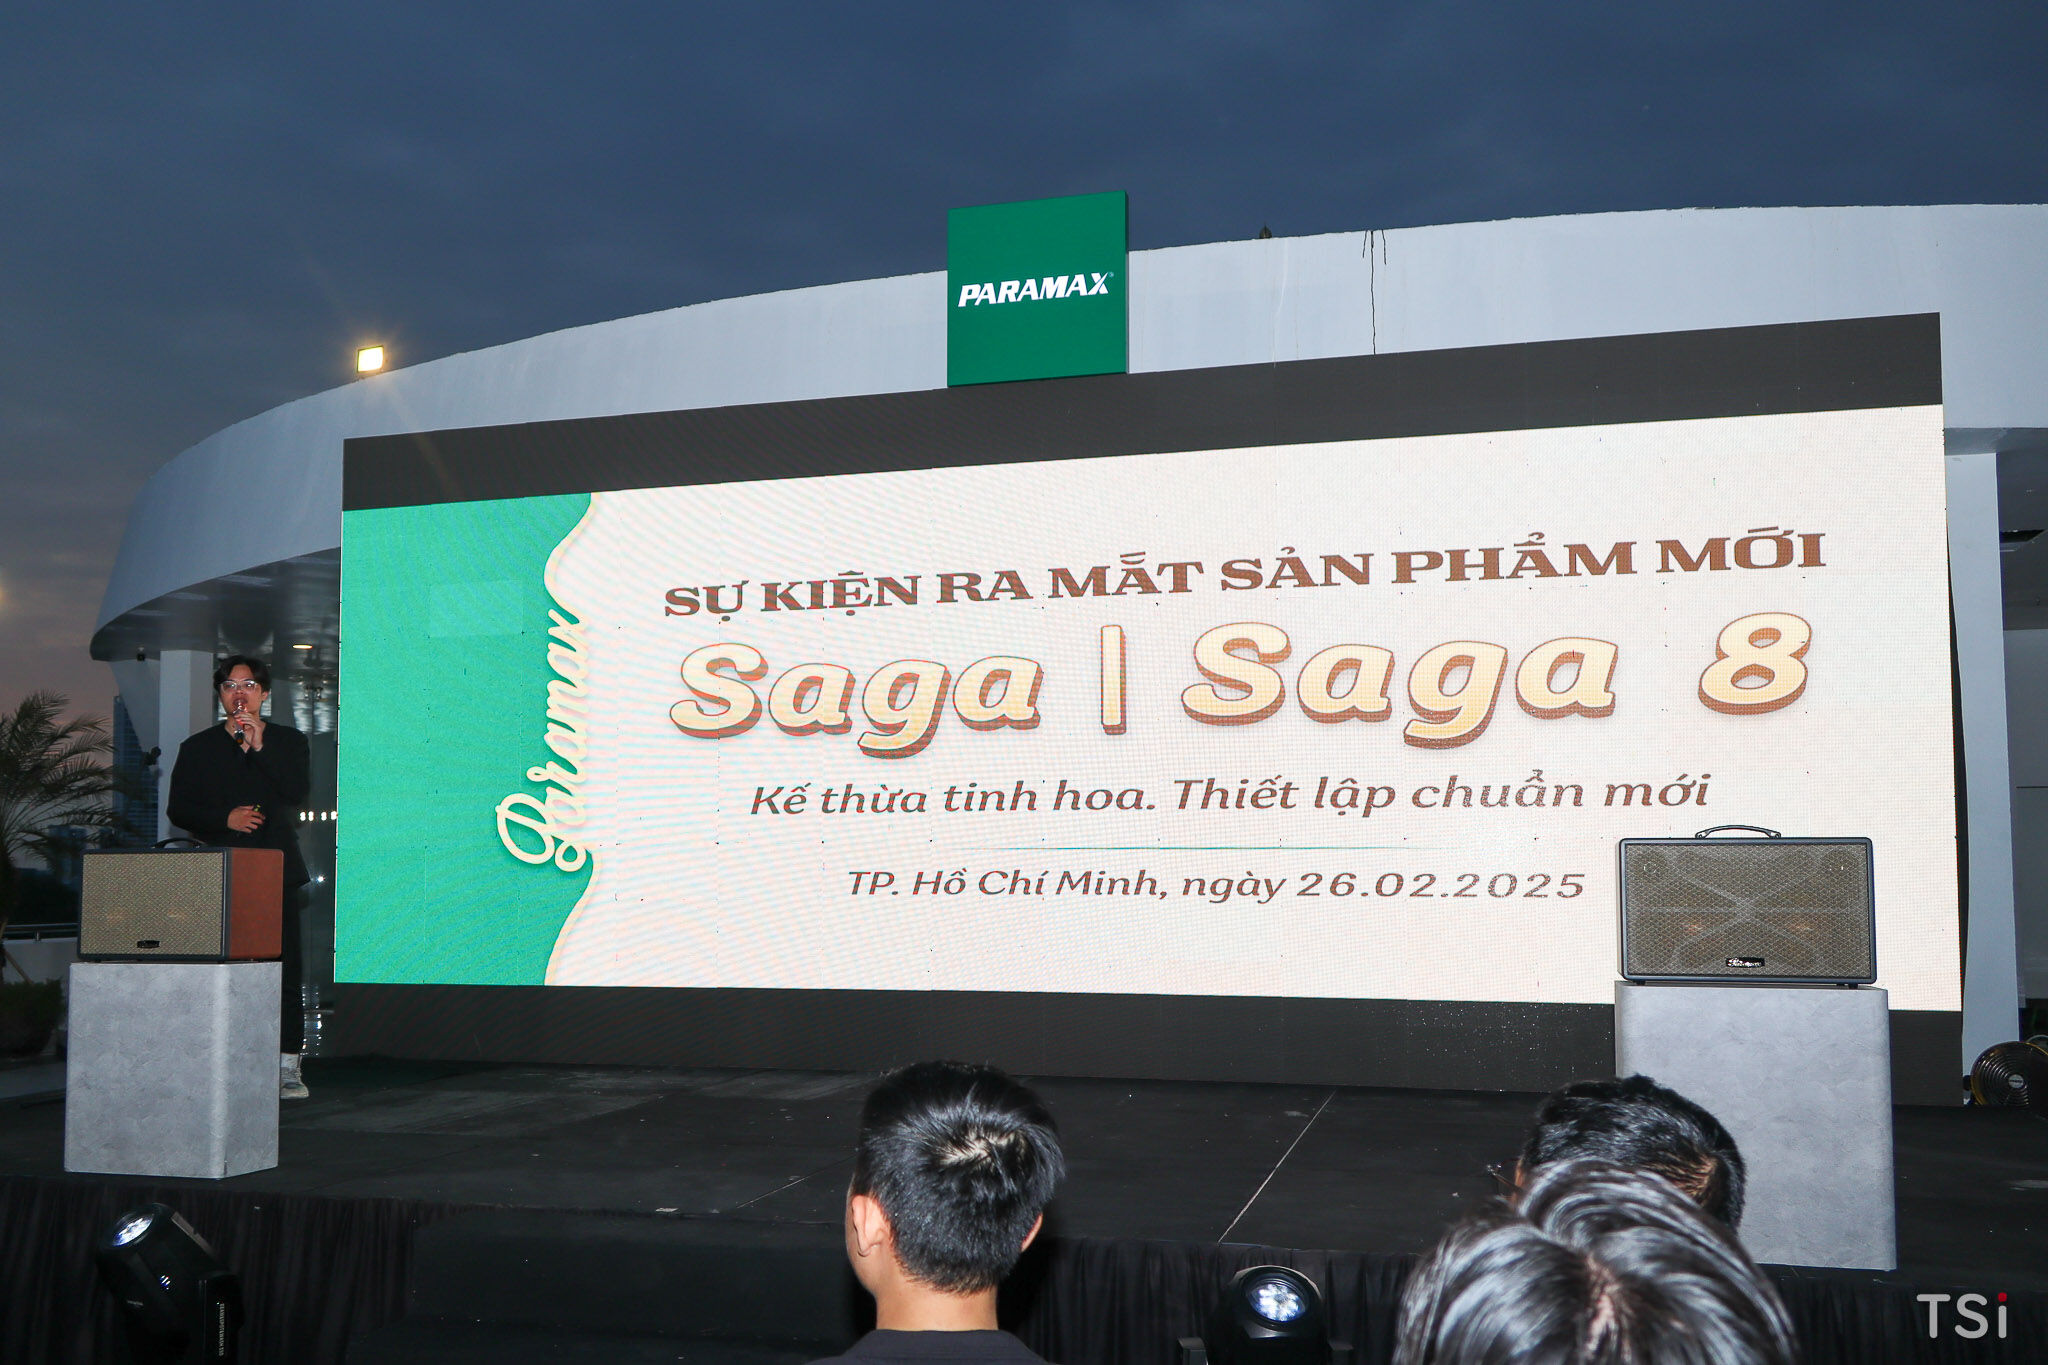 PARAMAX
SỰ KIỆN RA MẮT SẢN PHẨM MỚI
Saga | Saga 8
Kế thừa tinh hoa. Thiết lập chuẩn mới
TP. Hồ Chí Minh, ngày 26.02.2025
Paramax
TSi